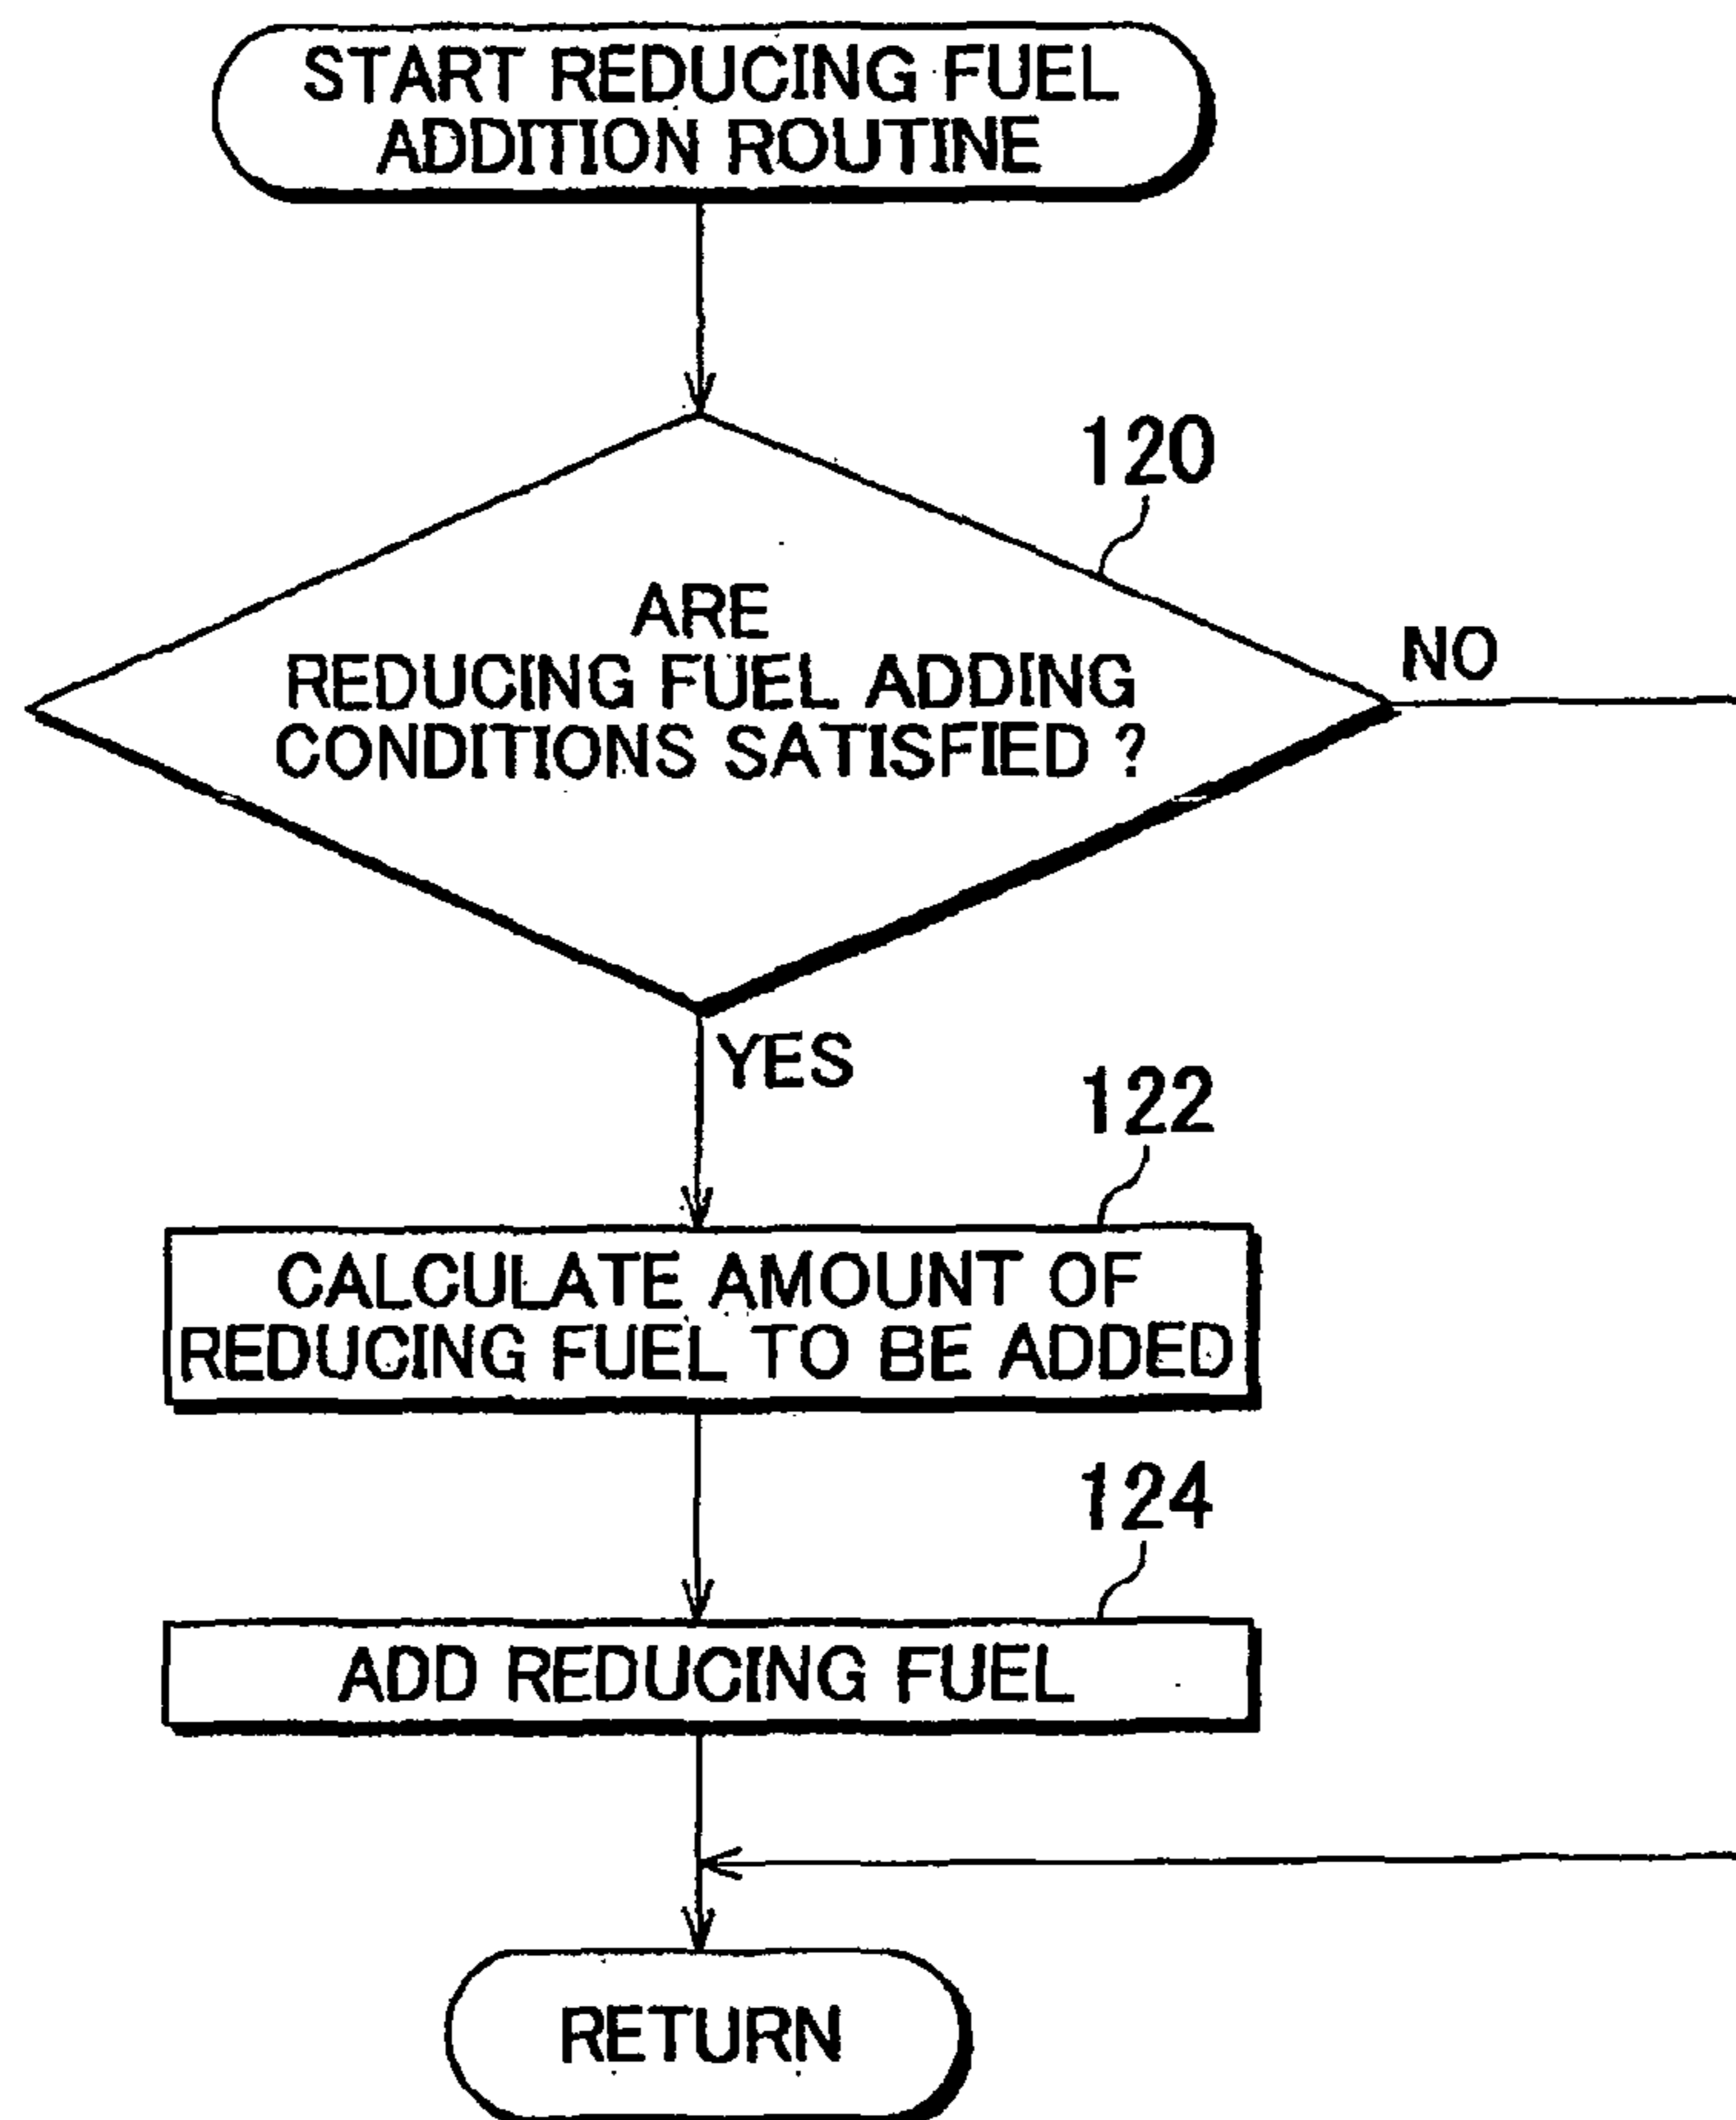 START REDUCING FUEL
ADDITION ROUTINE
120
ARE
REDUCING FUEL ADDING
CONDITIONS SATISFIED ?
NO
YES
122
CALCULATE AMOUNT OF
REDUCING FUEL TO BE ADDED
124
ADD REDUCING FUEL
RETURN